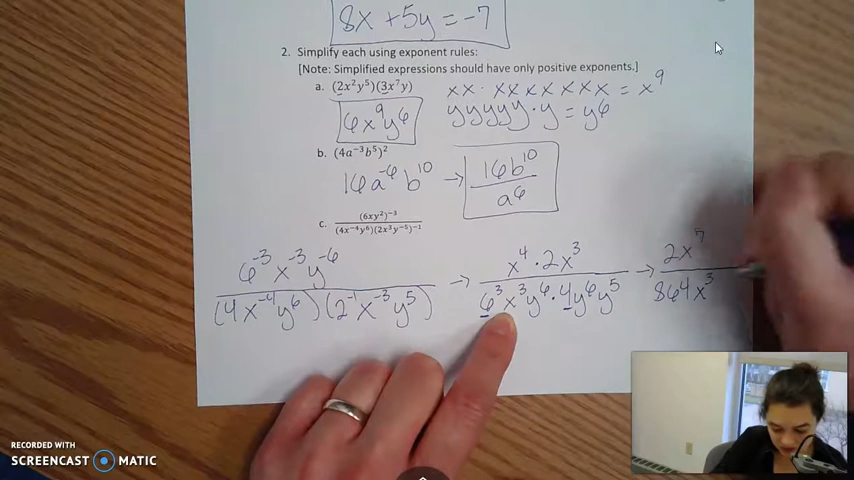 8x + 5y = -7
2. Simplify each using exponent rules:
[Note: Simplified expressions should have only positive exponents.]
a. (2x²y⁵)(3x⁷y)
xx · xxxxxxx = x⁹
6x⁹y⁶
yyyyy · y = y⁶
b. (4a⁻³b⁵)²
16a⁻⁶b¹⁰ → 16b¹⁰/a⁶
c. (6xy²)⁻³/(4x⁻⁴y⁶)(2x³y⁻⁵)⁻¹
6⁻³x⁻³y⁻⁶/(4x⁻⁴y⁶)(2⁻¹x⁻³y⁵) → x⁴·2x³/6³x³y⁶·4y⁶y⁵ → 2x⁷/864x³
RECORDED WITH
SCREENCAST MATIC